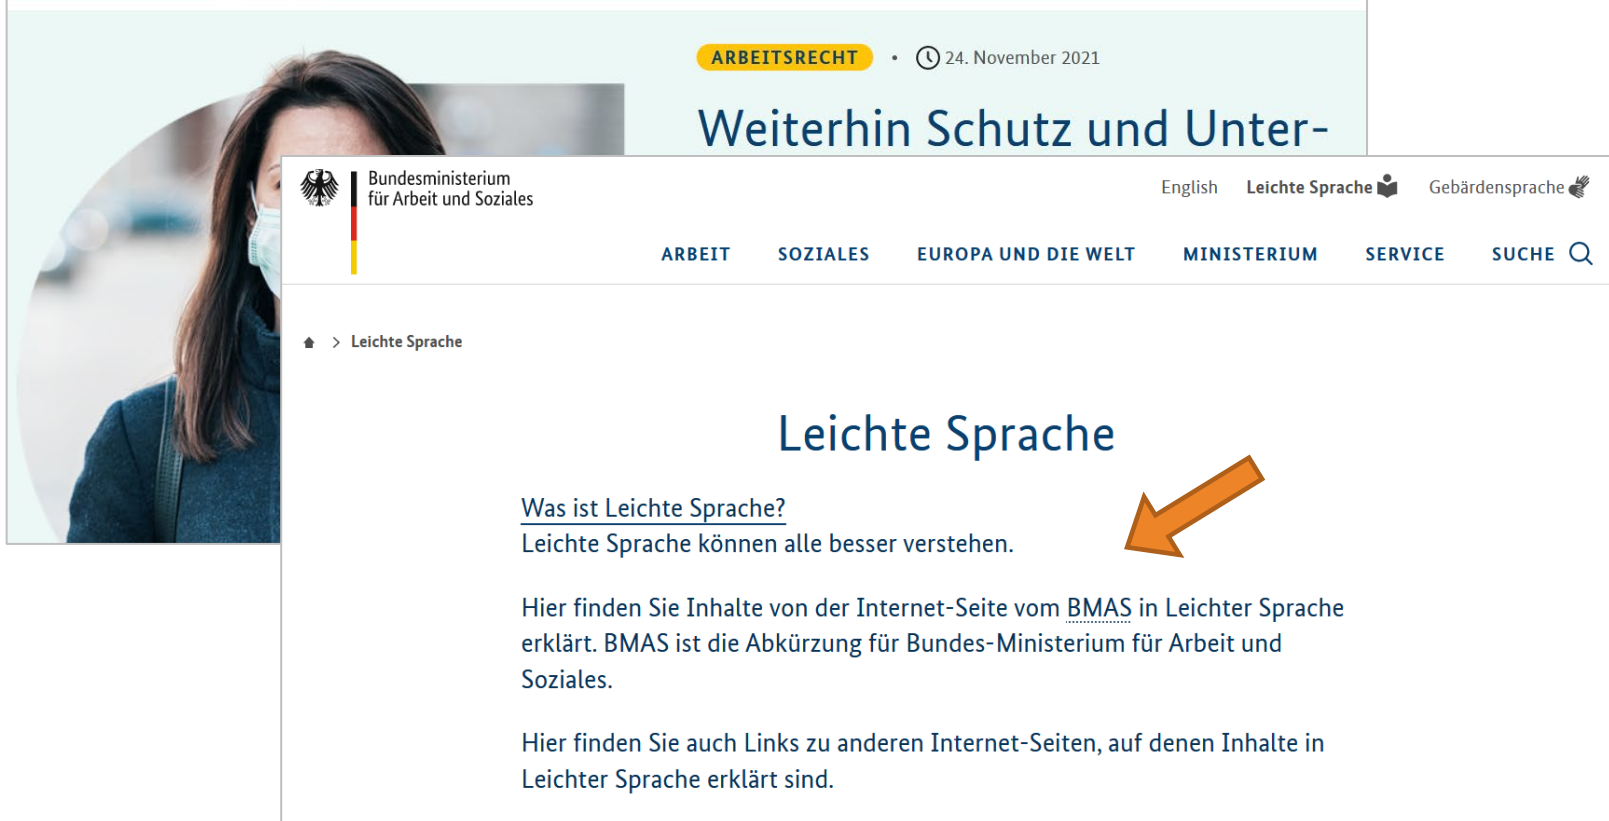 ARBEITSRECHT • 24. November 2021
Weiterhin Schutz und Unter-
Bundesministerium
für Arbeit und Soziales
English Leichte Sprache Gebärdensprache
ARBEIT SOZIALES EUROPA UND DIE WELT MINISTERIUM SERVICE SUCHE
> Leichte Sprache
Leichte Sprache
Was ist Leichte Sprache?
Leichte Sprache können alle besser verstehen.
Hier finden Sie Inhalte von der Internet-Seite vom BMAS in Leichter Sprache
erklärt. BMAS ist die Abkürzung für Bundes-Ministerium für Arbeit und
Soziales.
Hier finden Sie auch Links zu anderen Internet-Seiten, auf denen Inhalte in
Leichter Sprache erklärt sind.